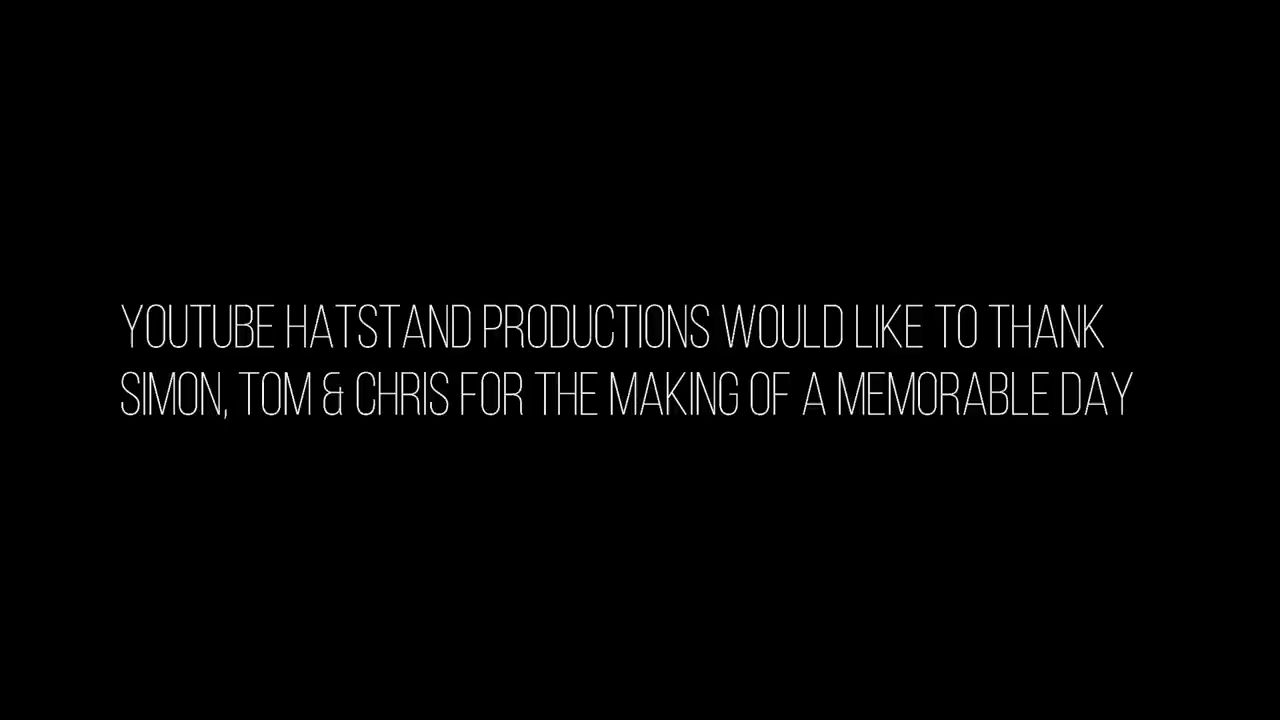 YOUTUBE HATSTAND PRODUCTIONS WOULD LIKE TO THANK
SIMON, TOM & CHRIS FOR THE MAKING OF A MEMORABLE DAY